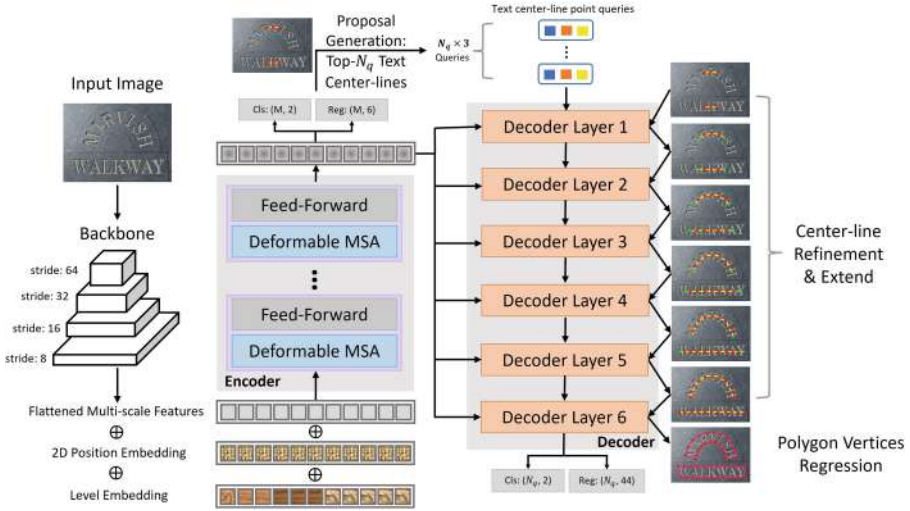 Input Image
MERVISH
WALKWAY
Backbone
stride: 64
stride: 32
stride: 16
stride: 8
Flattened Multi-scale Features
⊕
2D Position Embedding
⊕
Level Embedding
WALKWAY
Proposal
Generation:
Top-N_q Text
Center-lines
Cls: (M, 2)
Reg: (M, 6)
Feed-Forward
Deformable MSA
Feed-Forward
Deformable MSA
Encoder
⊕
⊕
Text center-line point queries
N_q × 3
Queries
Decoder Layer 1
Decoder Layer 2
Decoder Layer 3
Decoder Layer 4
Decoder Layer 5
Decoder Layer 6
Decoder
Cls: (N_q, 2)
Reg: (N_q, 44)
Center-line
Refinement
& Extend
Polygon Vertices
Regression